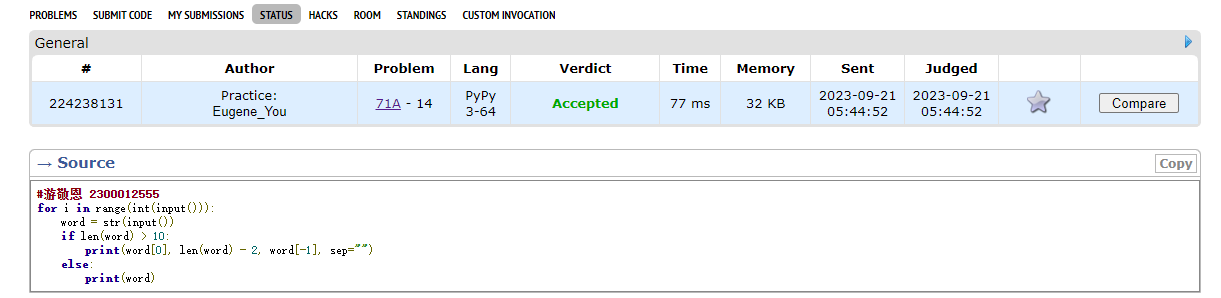 PROBLEMS SUBMIT CODE MY SUBMISSIONS STATUS HACKS ROOM STANDINGS CUSTOM INVOCATION
General
# Author Problem Lang Verdict Time Memory Sent Judged
224238131 Practice: Eugene_You 71A - 14 PyPy 3-64 Accepted 77 ms 32 KB 2023-09-21 05:44:52 2023-09-21 05:44:52 Compare
→ Source Copy
#游敬恩 2300012555
for i in range(int(input())):
    word = str(input())
    if len(word) > 10:
        print(word[0], len(word) - 2, word[-1], sep="")
    else:
        print(word)